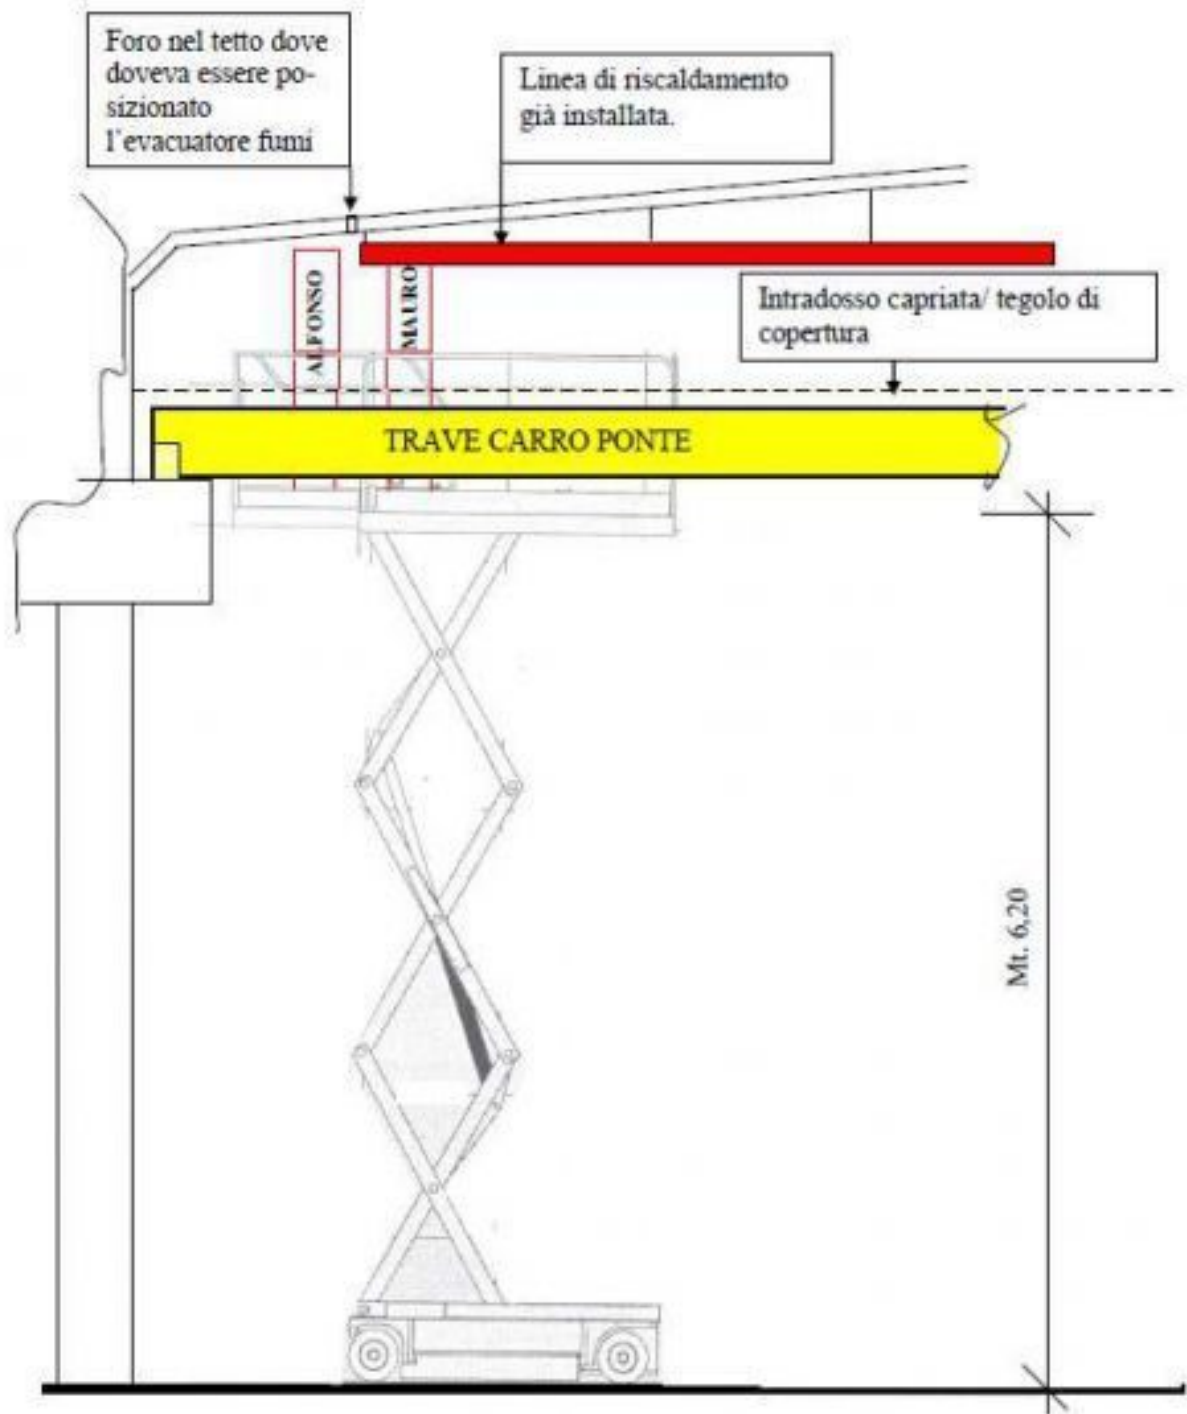 Foro nel tetto dove
doveva essere po-
sizionato
l'evacuatore fumi
Linea di riscaldamento
già installata.
ALFONSO
MAURO
Intradosso capriata/ tegolo di
copertura
TRAVE CARRO PONTE
Mt. 6,20